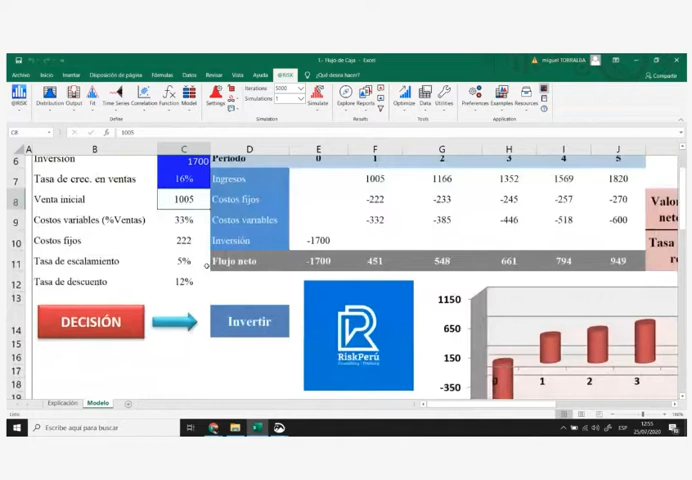 1.- Flujo de Caja - Excel
miguel TORRALBA
Archivo Inicio Insertar Disposición de página Fórmulas Datos Revisar Vista Ayuda @RISK ¿Qué desea hacer? Compartir
Iterations 5000
Simulations 1
@RISK Distribution Output Fit Time Series Correlation Function Model Settings Simulate Explore Reports Optimize Data Utilities Preferences Examples Resources
Define Simulation Results Tools Application
C8 1005
A B C D E F G H I J
6 Inversión 1700 Periodo 0 1 2 3 4 5
7 Tasa de crec. en ventas 16% Ingresos 1005 1166 1352 1569 1820
8 Venta inicial 1005 Costos fijos -222 -233 -245 -257 -270 Valor
9 Costos variables (%Ventas) 33% Costos variables -332 -385 -446 -518 -600 net
10 Costos fijos 222 Inversión -1700 Tasa
11 Tasa de escalamiento 5% Flujo neto -1700 451 548 661 794 949 re
12 Tasa de descuento 12%
13
14 DECISIÓN Invertir
15
16
17
18
19
RiskPerú
Consulting - Training
1150
650
150
-350
0 1 2 3
Explicación Modelo
Escribe aquí para buscar
ESP
12:55
25/07/2020